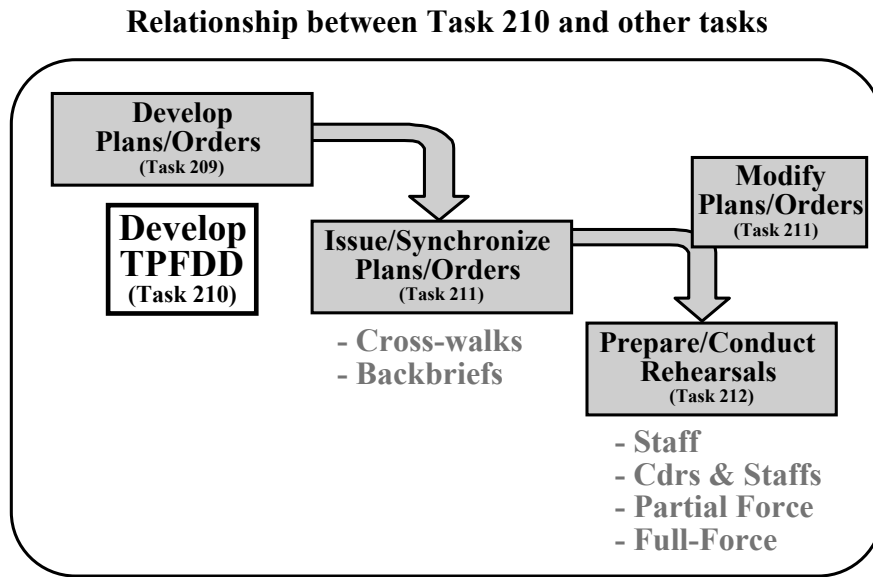 Relationship between Task 210 and other tasks
Develop
Plans/Orders
(Task 209)
Develop
TPFDD
(Task 210)
Issue/Synchronize
Plans/Orders
(Task 211)
- Cross-walks
- Backbriefs
Modify
Plans/Orders
(Task 211)
Prepare/Conduct
Rehearsals
(Task 212)
- Staff
- Cdrs & Staffs
- Partial Force
- Full-Force